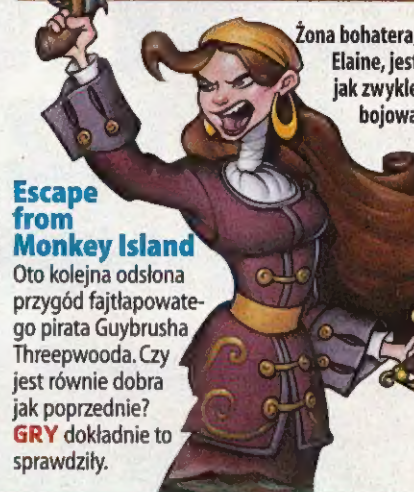 Żona bohatera,
Elaine, jest
jak zwykle
bojowa
Escape
from
Monkey Island
Oto kolejna odsłona
przygód fajtłapowate-
go pirata Guybrusha
Threepwooda. Czy
jest równie dobra
jak poprzednie?
GRY dokładnie to
sprawdziły.